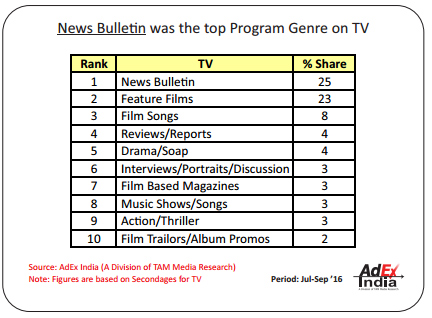 News Bulletin was the top Program Genre on TV
Rank TV % Share
1 News Bulletin 25
2 Feature Films 23
3 Film Songs 8
4 Reviews/Reports 4
5 Drama/Soap 4
6 Interviews/Portraits/Discussion 3
7 Film Based Magazines 3
8 Music Shows/Songs 3
9 Action/Thriller 3
10 Film Trailors/Album Promos 2
Source: AdEx India (A Division of TAM Media Research)
Note: Figures are based on Secondages for TV
Period: Jul-Sep '16
AdEx
India
A Division of TAM Media Research